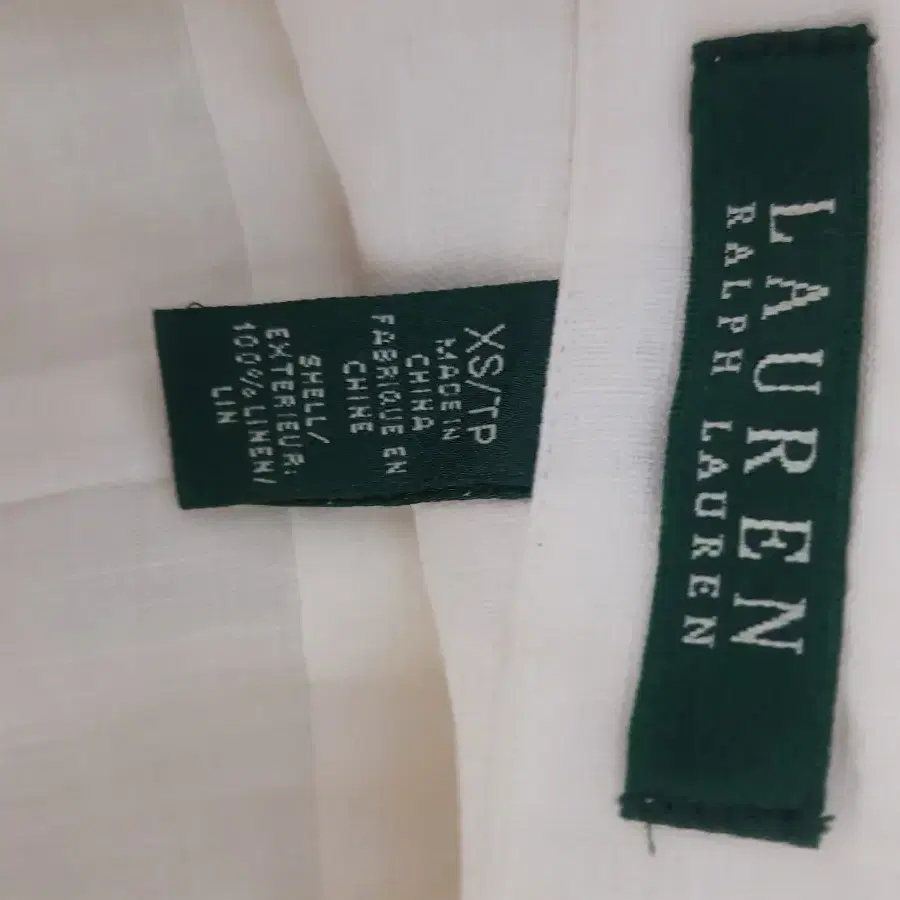 LAUREN
RALPH LAUREN
XS/TP
MADE IN
CHINA
FABRIQUE EN
CHINE
SHELL/
EXTERIEUR:
100% LINEN/
LIN